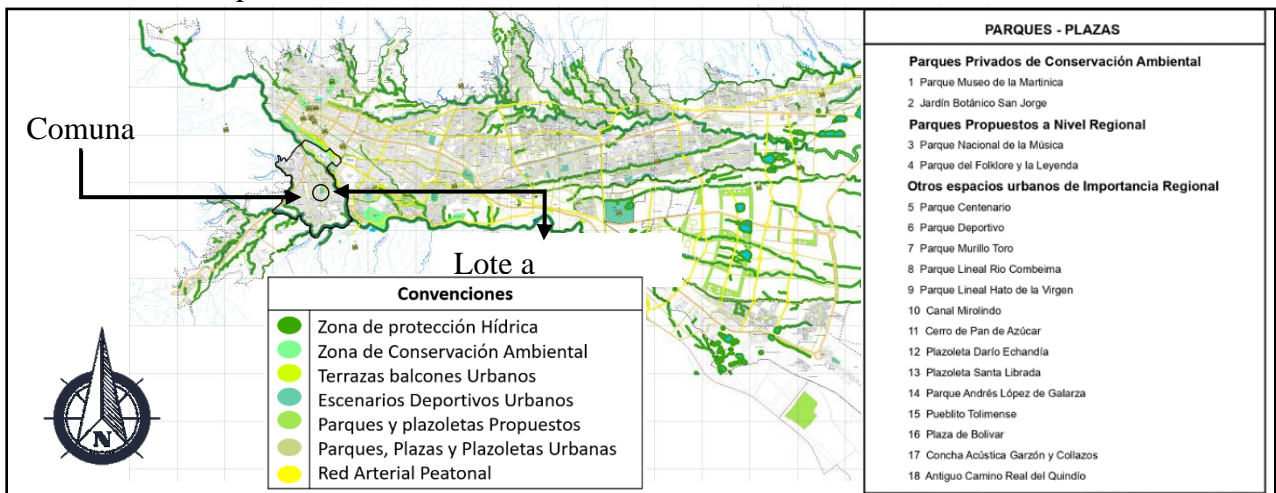 Comuna
Lote a
Convenciones
Zona de protección Hídrica
Zona de Conservación Ambiental
Terrazas balcones Urbanos
Escenarios Deportivos Urbanos
Parques y plazoletas Propuestos
Parques, Plazas y Plazoletas Urbanas
Red Arterial Peatonal
N
PARQUES - PLAZAS
Parques Privados de Conservación Ambiental
1 Parque Museo de la Martinica
2 Jardín Botánico San Jorge
Parques Propuestos a Nivel Regional
3 Parque Nacional de la Música
4 Parque del Folklore y la Leyenda
Otros espacios urbanos de Importancia Regional
5 Parque Centenario
6 Parque Deportivo
7 Parque Murillo Toro
8 Parque Lineal Rio Combeima
9 Parque Lineal Hato de la Virgen
10 Canal Mirolindo
11 Cerro de Pan de Azúcar
12 Plazoleta Darío Echandía
13 Plazoleta Santa Librada
14 Parque Andrés López de Galarza
15 Pueblito Tolimense
16 Plaza de Bolivar
17 Concha Acústica Garzón y Collazos
18 Antiguo Camino Real del Quindío